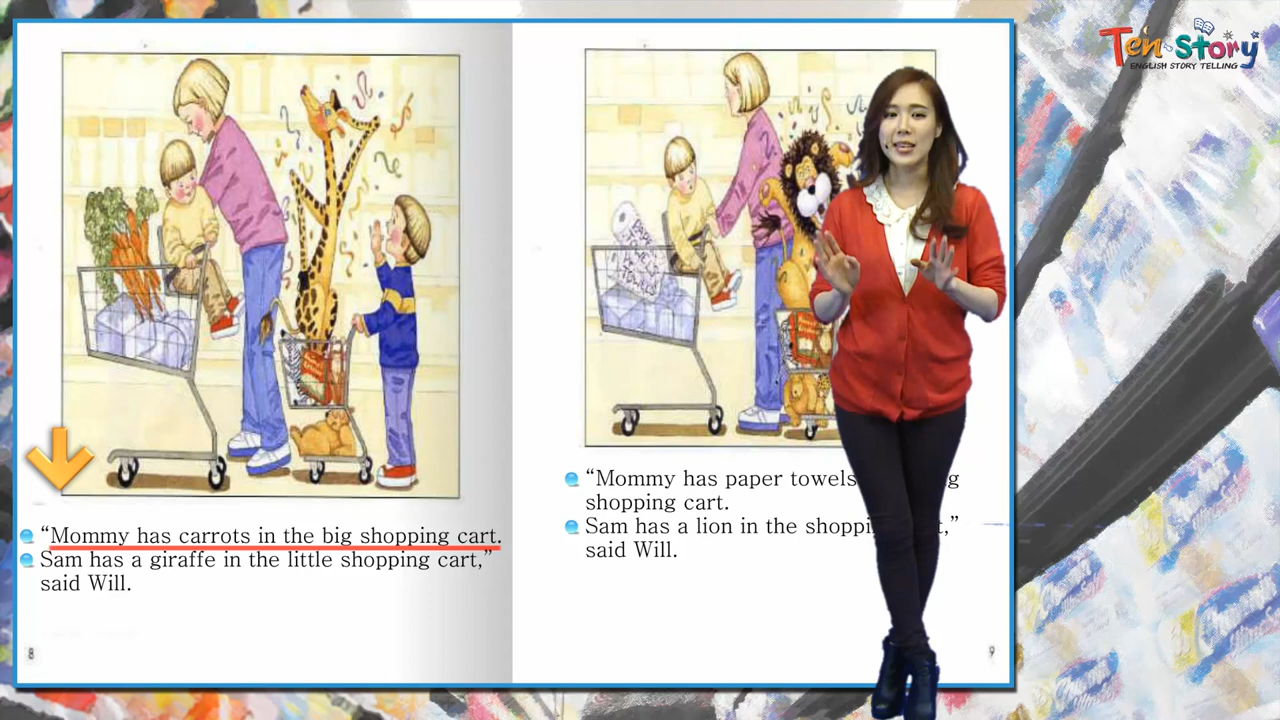 Ten Story
ENGLISH STORY TELLING
“Mommy has carrots in the big shopping cart.
Sam has a giraffe in the little shopping cart,”
said Will.
8
“Mommy has paper towels
shopping cart.
Sam has a lion in the
said Will.
9